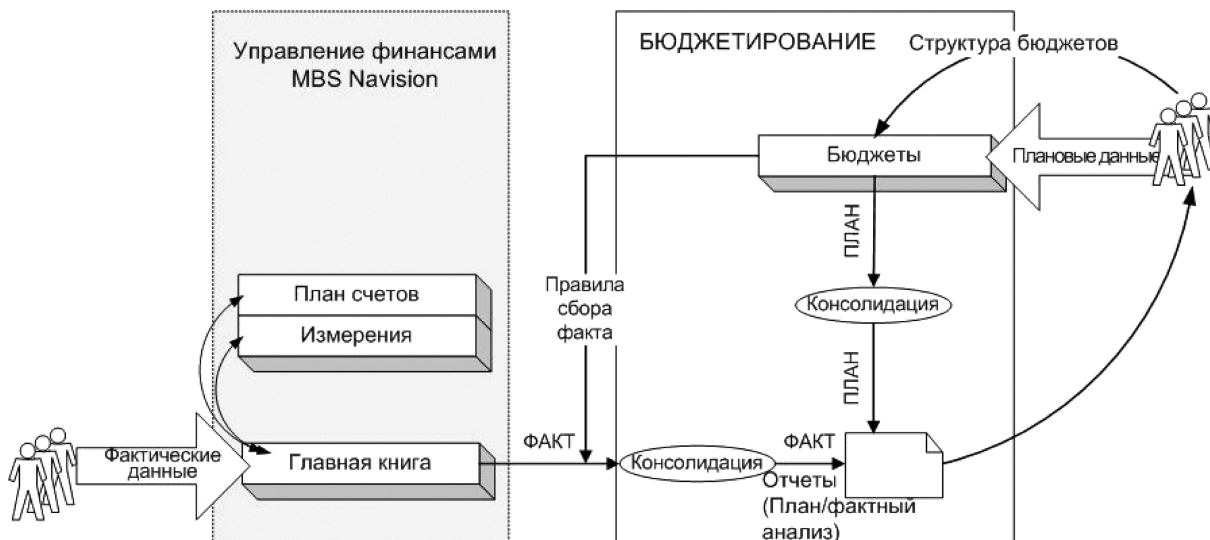 Управление финансами
MBS Navision
БЮДЖЕТИРОВАНИЕ
Структура бюджетов
Бюджеты
Плановые данные
ПЛАН
Правила
сбора
факта
Консолидация
План счетов
Измерения
ПЛАН
Фактические
данные
Главная книга
ФАКТ
Консолидация
ФАКТ
Отчеты
(План/фактный
анализ)